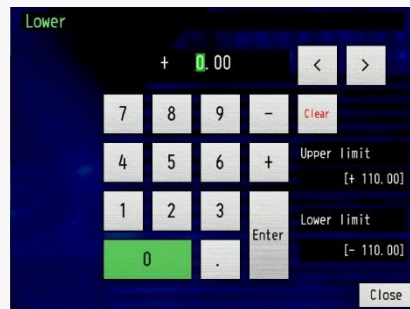 Lower
+ 0.00
< >
7 8 9 - Clear
4 5 6 + Upper limit
[+ 110.00]
1 2 3 Enter Lower limit
0 . [- 110.00]
Close